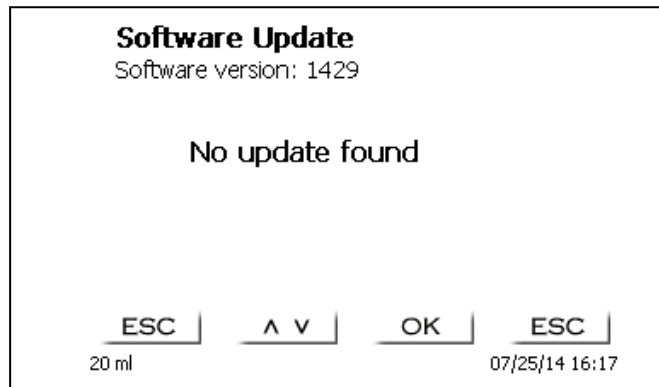 Software Update
Software version: 1429
No update found
ESC ∧ ∨ OK ESC
20 ml 07/25/14 16:17